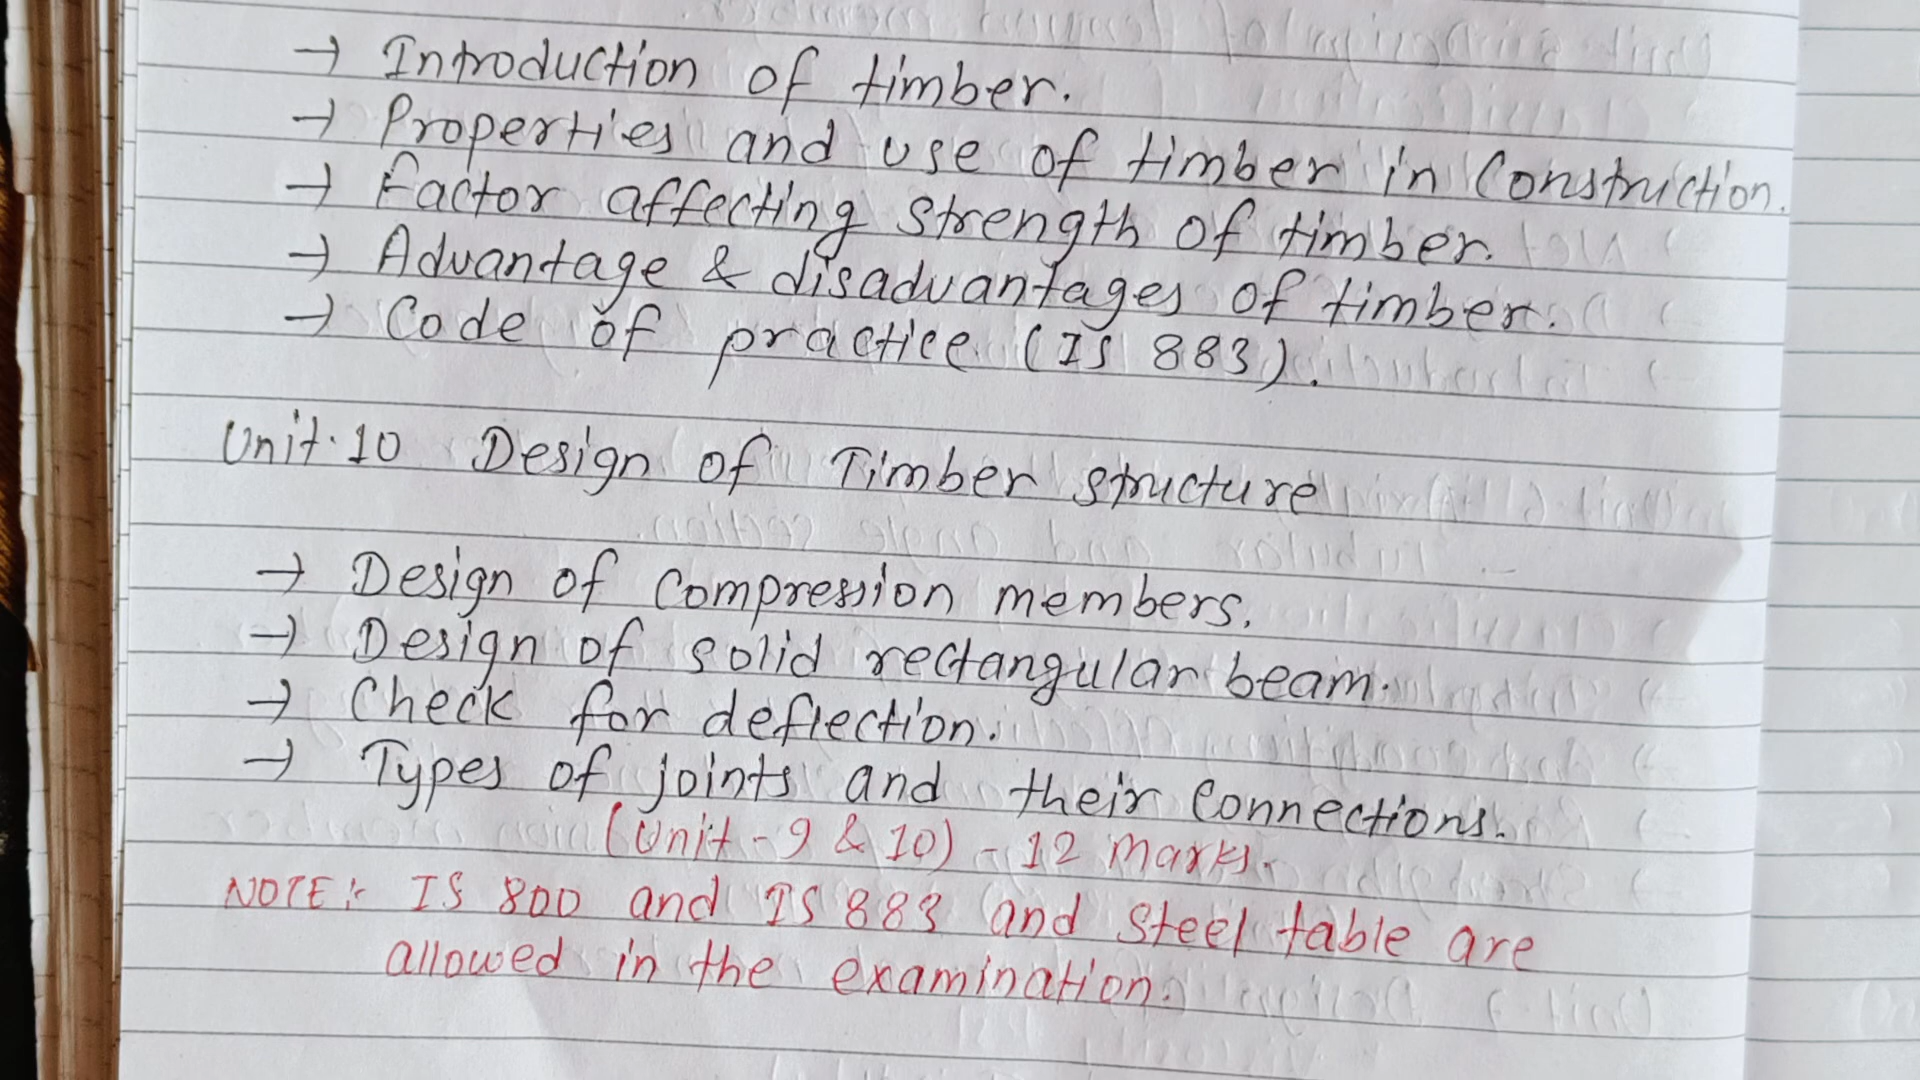 → Introduction of timber.
→ Properties and use of timber in Construction.
→ Factor affecting strength of timber.
→ Advantage & disadvantages of timber.
→ Code of practice (IS 883).
Unit. 10 Design of Timber structure
→ Design of compression members.
→ Design of solid rectangular beam.
→ Check for deflection.
→ Types of joints and their Connections.
(Unit - 9 & 10) - 12 marks.
NOTE:- IS 800 and IS 883 and Steel table are
allowed in the examination.